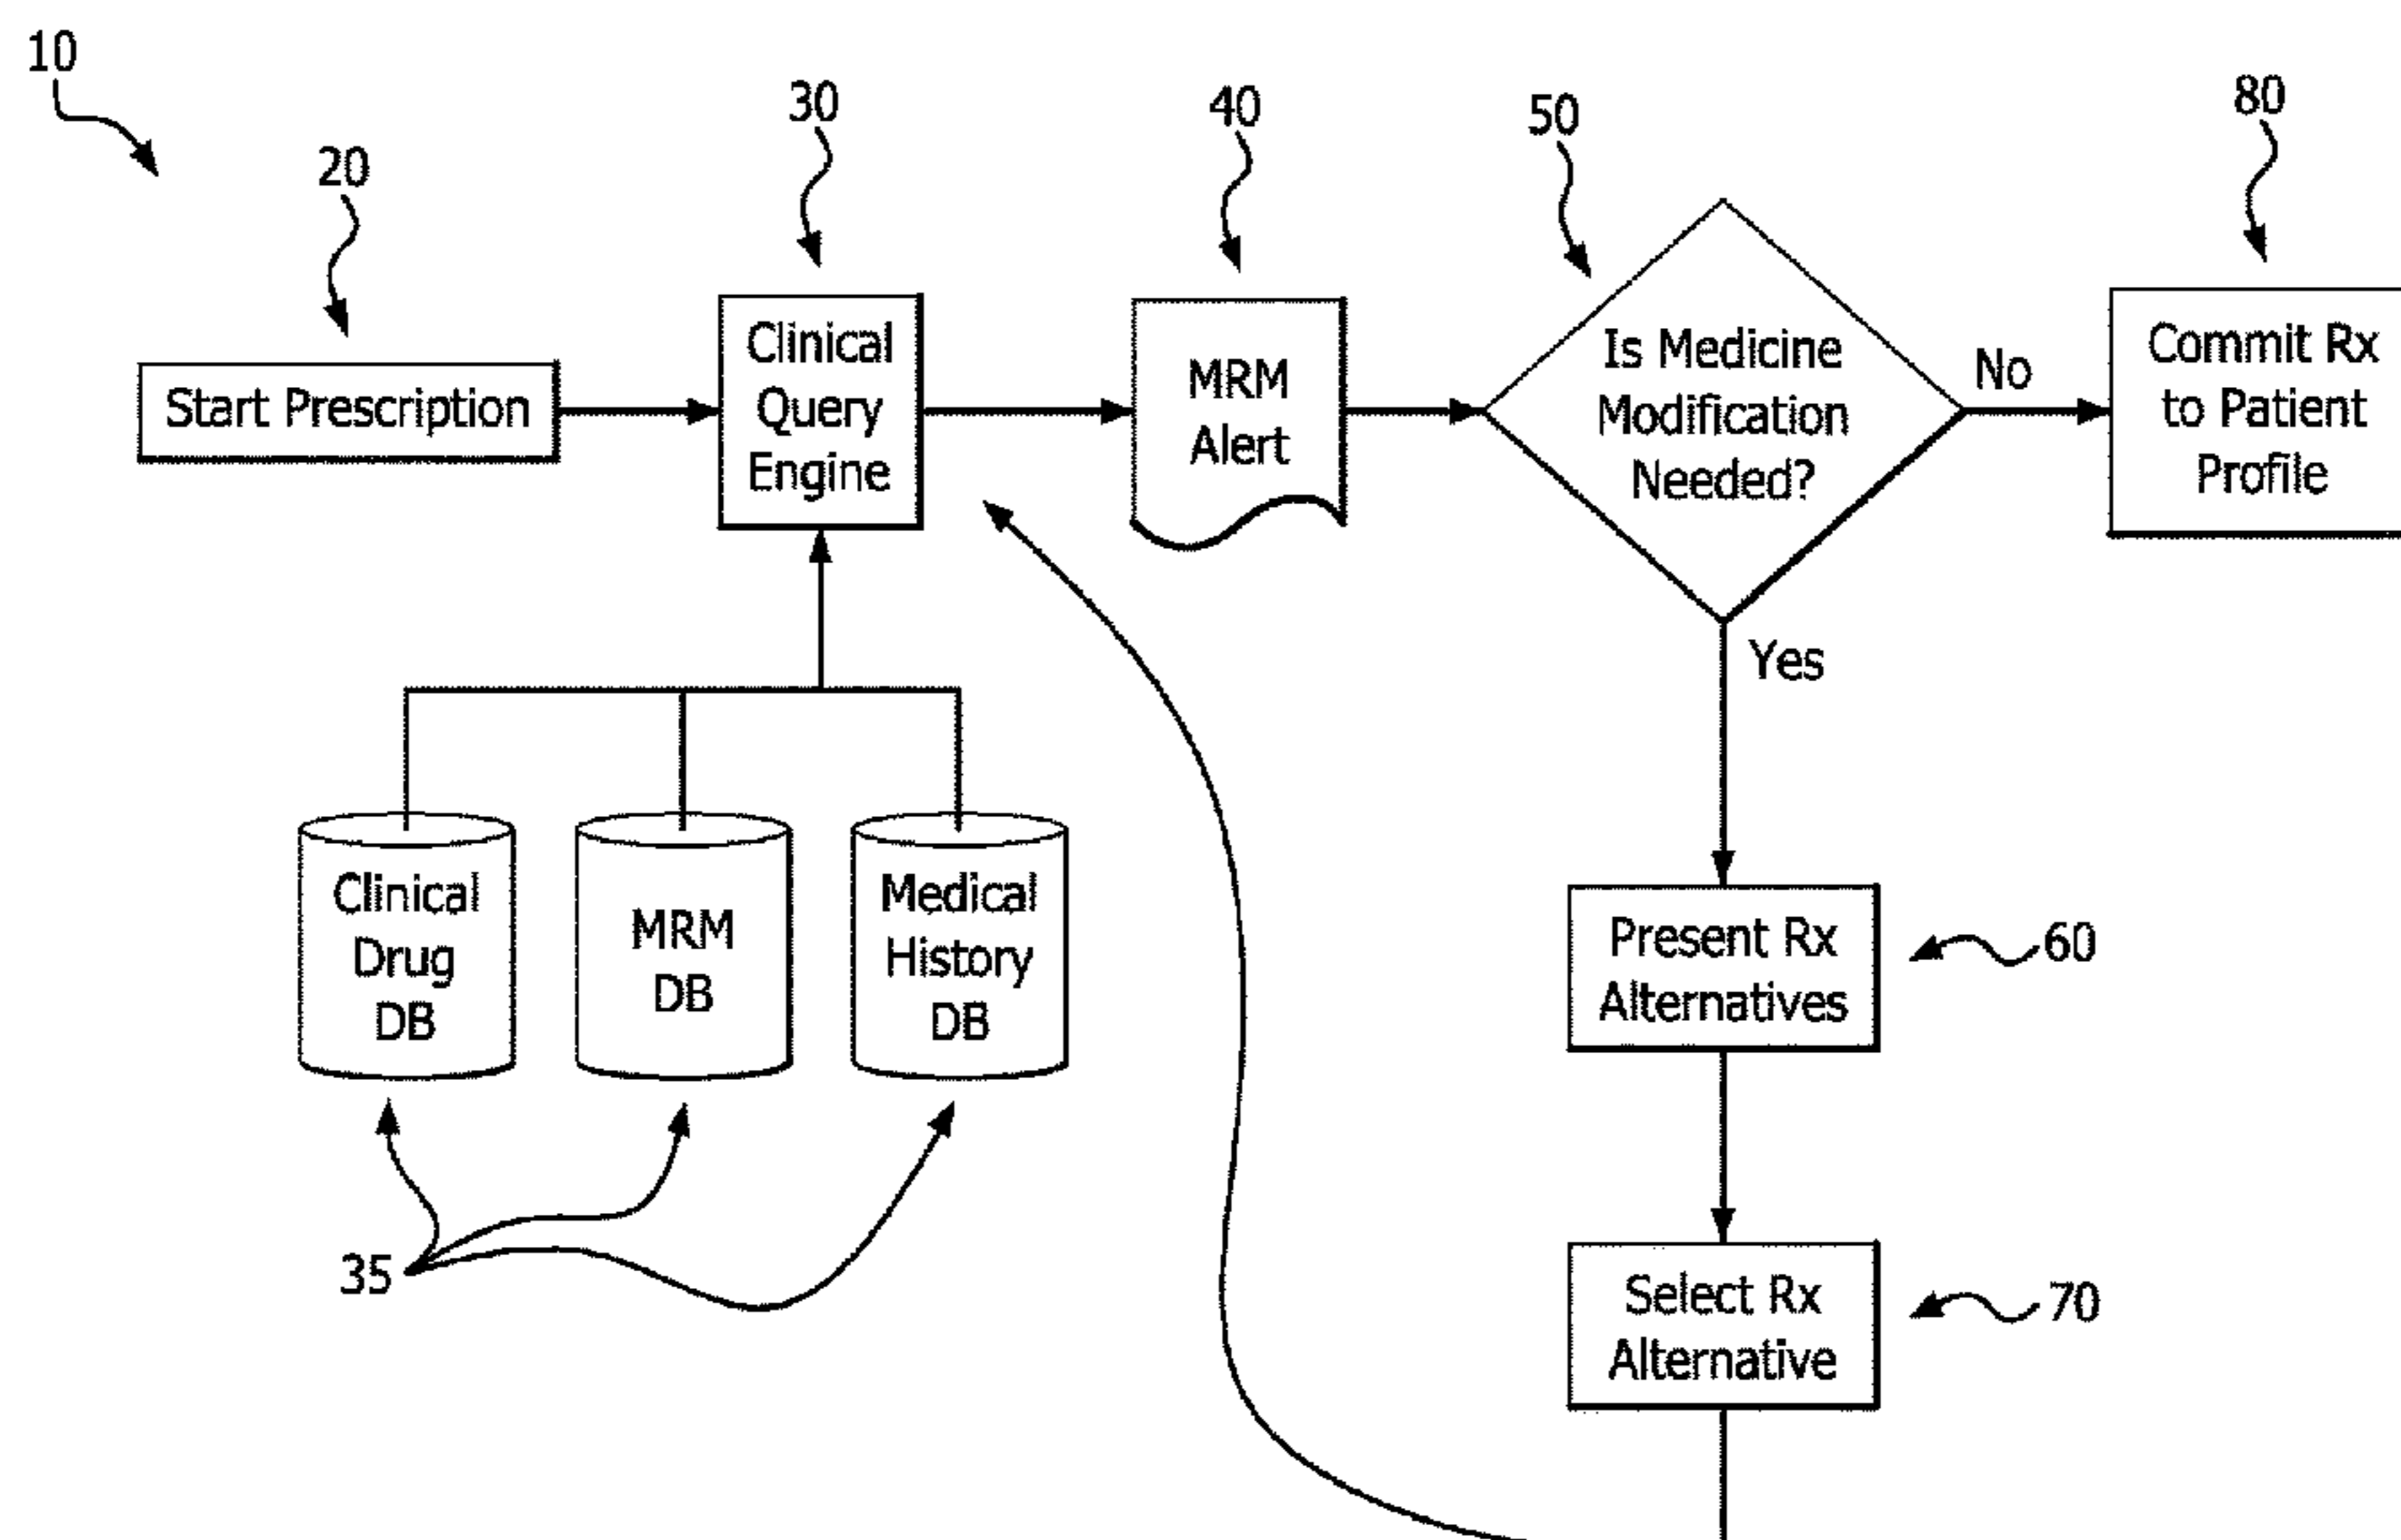 10
20
30
40
50
80
Start Prescription
Clinical
Query
Engine
MRM
Alert
Is Medicine
Modification
Needed?
No
Commit Rx
to Patient
Profile
Yes
Clinical
Drug
DB
MRM
DB
Medical
History
DB
35
Present Rx
Alternatives
60
Select Rx
Alternative
70